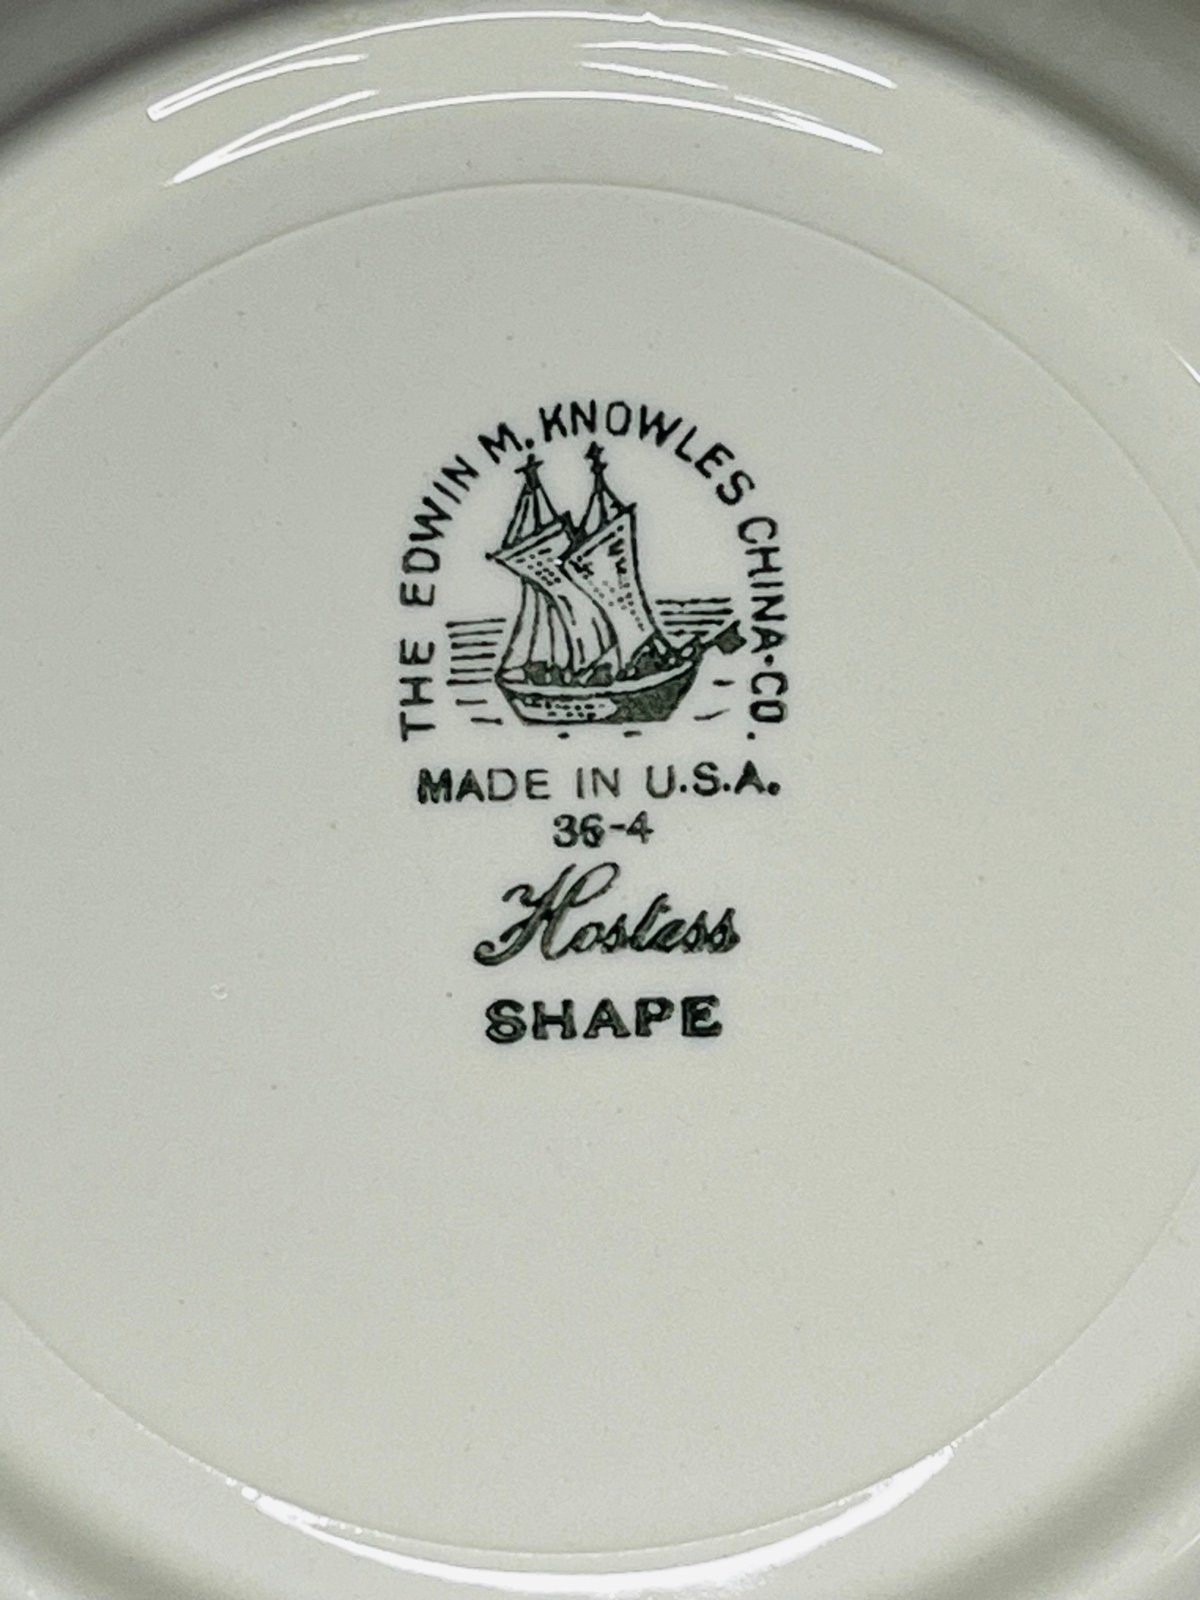 THE EDWIN M. KNOWLES CHINA. CO.
MADE IN U.S.A.
36-4
Hostess
SHAPE